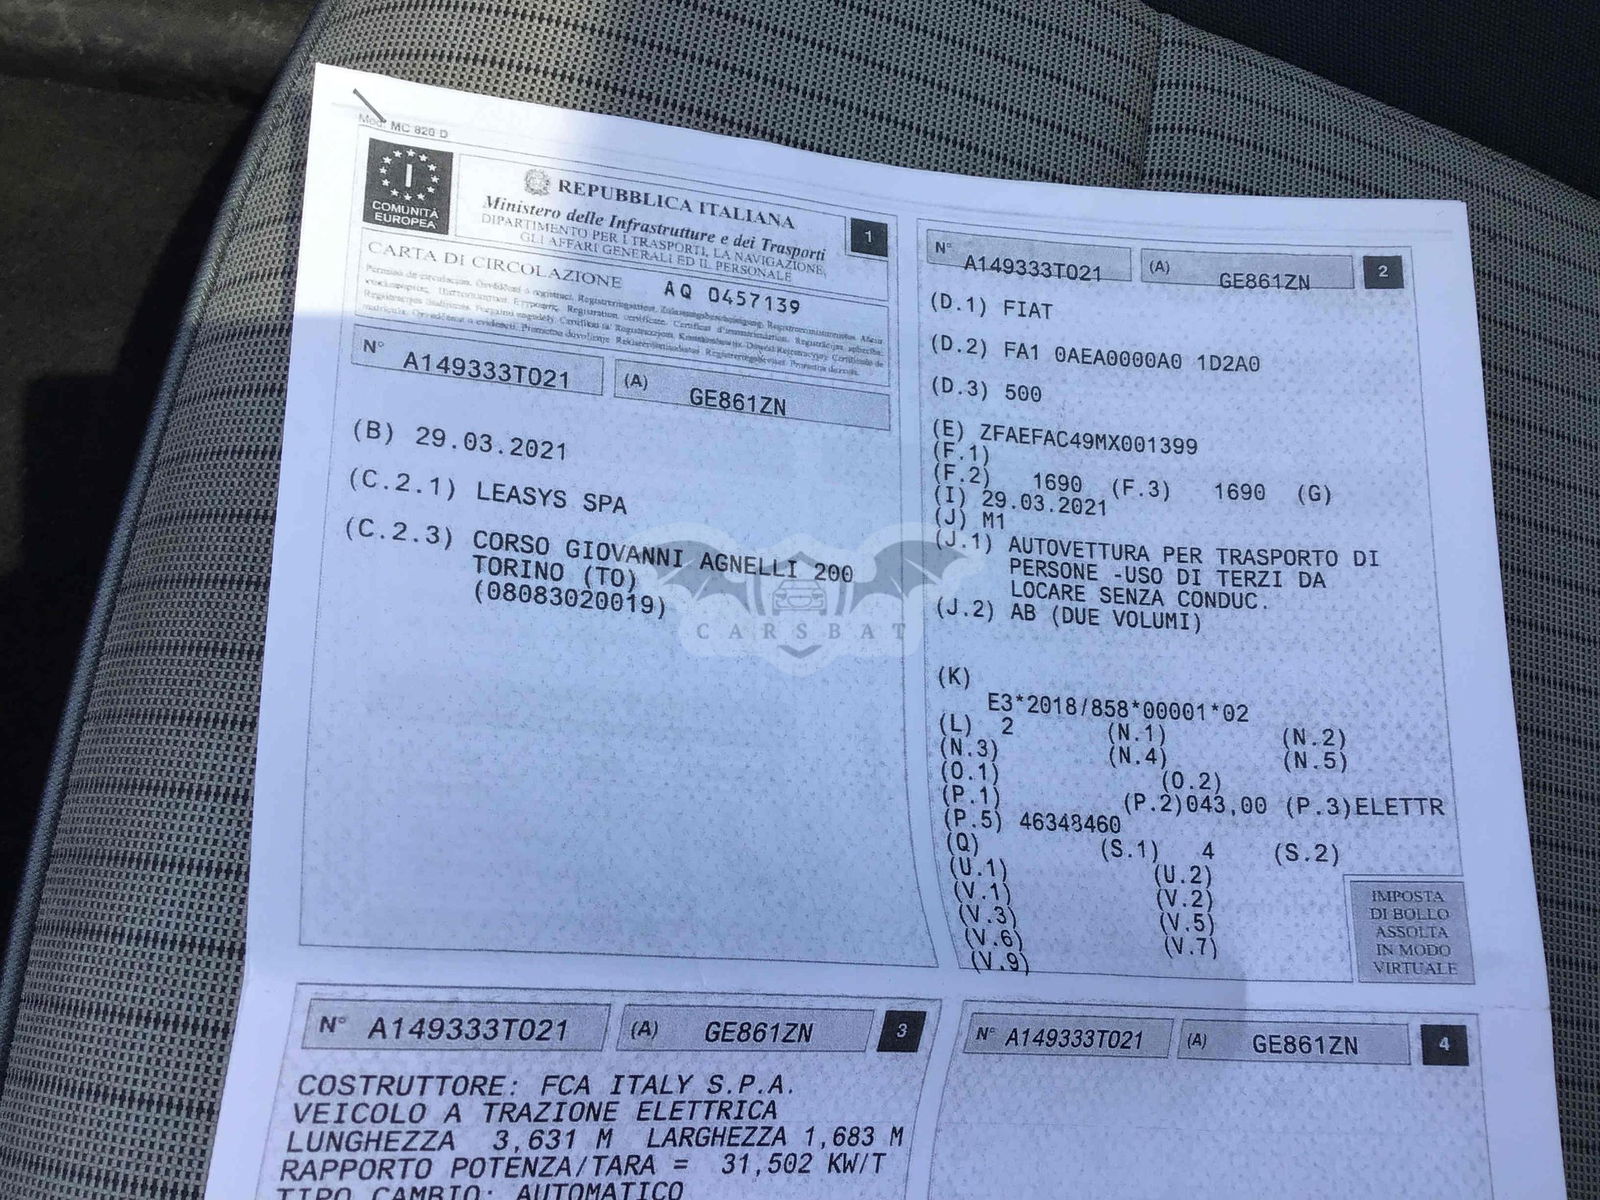 Mod. MC 820 D
I
COMUNITÀ
EUROPEA
REPUBBLICA ITALIANA
Ministero delle Infrastrutture e dei Trasporti
DIPARTIMENTO PER I TRASPORTI, LA NAVIGAZIONE,
GLI AFFARI GENERALI ED IL PERSONALE
1
CARTA DI CIRCOLAZIONE AQ 0457139
N° A149333T021 (A) GE861ZN
(B) 29.03.2021
(C.2.1) LEASYS SPA
(C.2.3) CORSO GIOVANNI AGNELLI 200
TORINO (TO)
(08083020019)
N° A149333T021 (A) GE861ZN 2
(D.1) FIAT
(D.2) FA1 0AEA0000A0 1D2A0
(D.3) 500
(E) ZFAEFAC49MX001399
(F.1)
(F.2) 1690 (F.3) 1690 (G)
(I) 29.03.2021
(J) M1
(J.1) AUTOVETTURA PER TRASPORTO DI
PERSONE -USO DI TERZI DA
LOCARE SENZA CONDUC.
(J.2) AB (DUE VOLUMI)
(K)
E3*2018/858*00001*02
(L) 2 (N.1) (N.2)
(N.3) (N.4) (N.5)
(O.1) (O.2)
(P.1) (P.2)043,00 (P.3)ELETTR
(P.5) 46348460
(Q) (S.1) 4 (S.2)
(U.1) (U.2)
(V.1) (V.2)
(V.3) (V.5)
(V.6) (V.7)
(V.9)
IMPOSTA
DI BOLLO
ASSOLTA
IN MODO
VIRTUALE
CARSBAT
N° A149333T021 (A) GE861ZN 3
COSTRUTTORE: FCA ITALY S.P.A.
VEICOLO A TRAZIONE ELETTRICA
LUNGHEZZA 3,631 M LARGHEZZA 1,683 M
RAPPORTO POTENZA/TARA = 31,502 KW/T
TIPO CAMBIO: AUTOMATICO
N° A149333T021 (A) GE861ZN 4